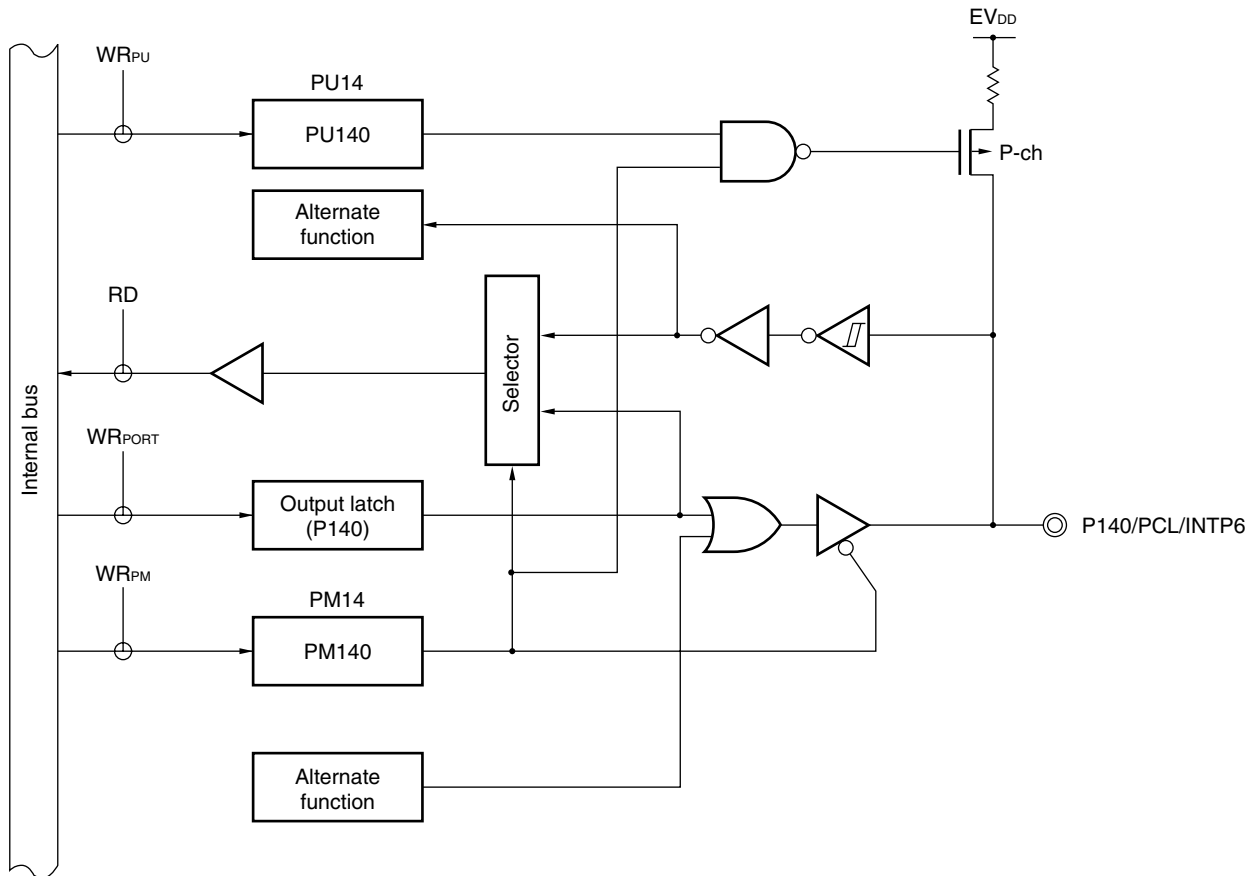 EVDD
WRPU
PU14
PU140
P-ch
Alternate
function
RD
Selector
Internal bus
WRPORT
Output latch
(P140)
P140/PCL/INTP6
WRPM
PM14
PM140
Alternate
function